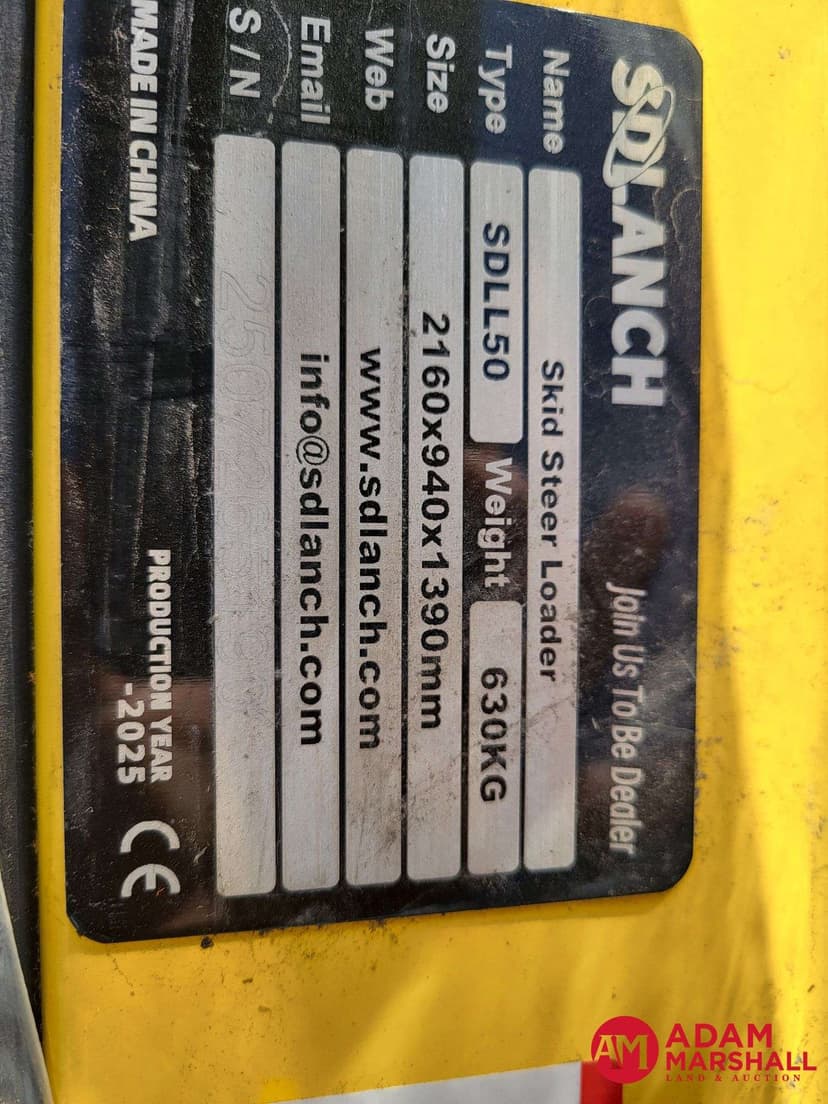 SDLANCH Join Us To Be Dealer
Name Skid Steer Loader
Type SDLL50 Weight 630KG
Size 2160x940x1390mm
Web www.sdlanch.com
Email info@sdlanch.com
S/N
MADE IN CHINA PRODUCTION YEAR
-2025 CE
AM ADAM
MARSHALL
LAND & AUCTION